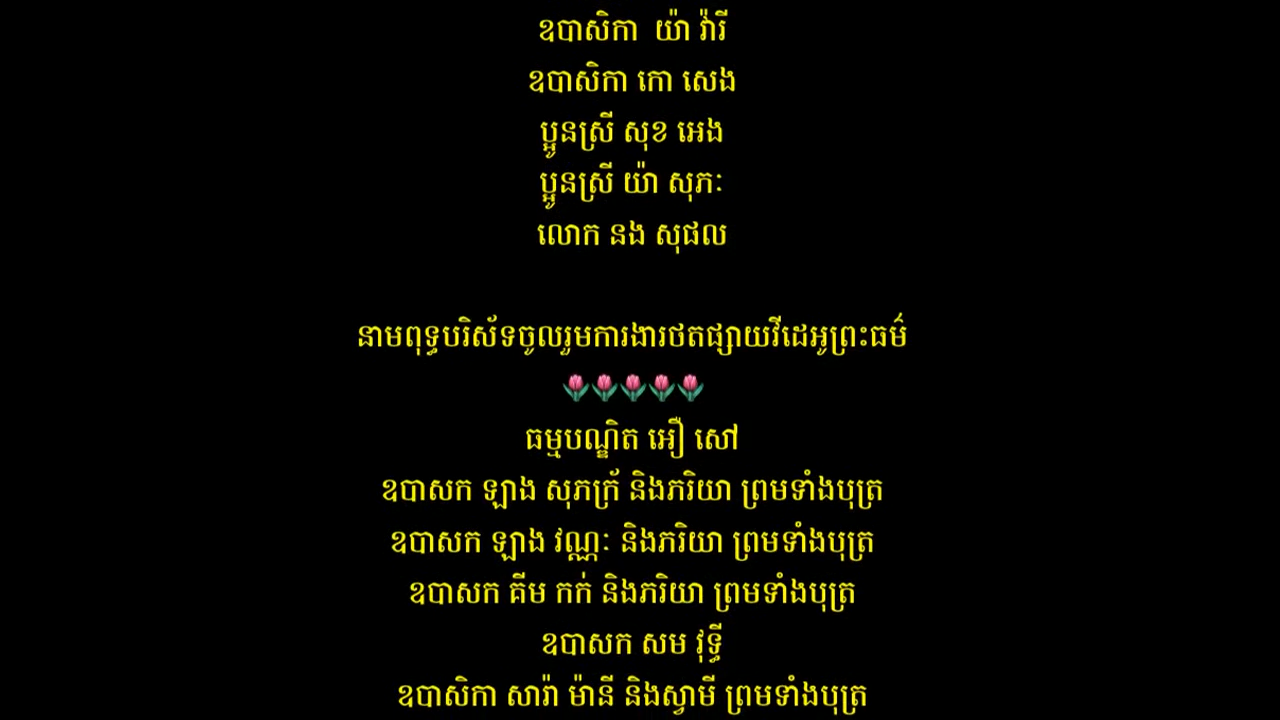 ឧបាសិកា យ៉ា វ៉ារី
ឧបាសិកា កោ សេង
ប្អូនស្រី សុខ អេង
ប្អូនស្រី យ៉ា សុភៈ
លោក នង សុផល
នាមពុទ្ធបរិស័ទចូលរួមការងារថតផ្សាយវីដេអូព្រះធម៌
🌷🌷🌷🌷🌷
ធម្មបណ្ឌិត អឿ សៅ
ឧបាសក ឡាង សុភក្រ័ និងភរិយា ព្រមទាំងបុត្រ
ឧបាសក ឡាង វណ្ណៈ និងភរិយា ព្រមទាំងបុត្រ
ឧបាសក គីម កក់ និងភរិយា ព្រមទាំងបុត្រ
ឧបាសក សម វុទ្ធី
ឧបាសិកា សារ៉ា ម៉ានី និងស្វាមី ព្រមទាំងបុត្រ